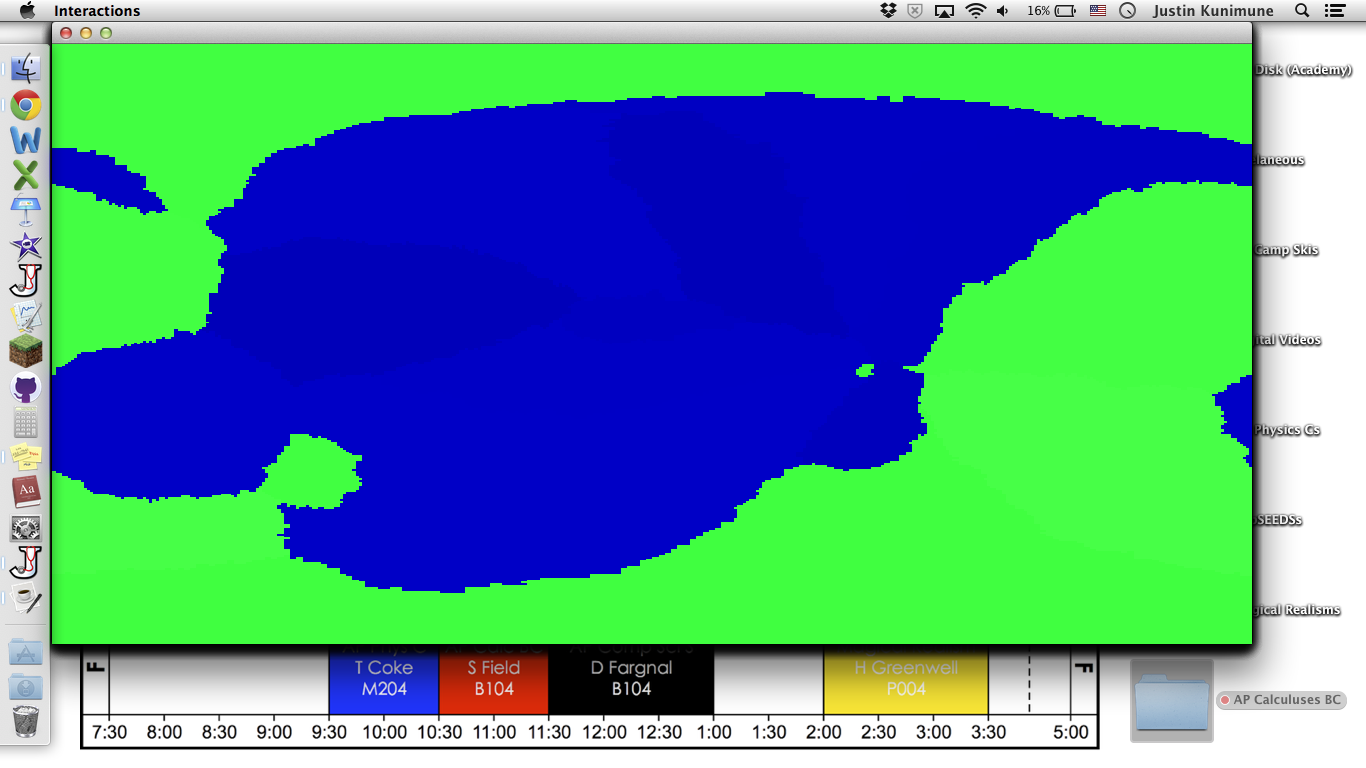 Interactions
16%
Justin Kunimune
Disk (Academy)
laneous
Camp Skis
ital Videos
Physics Cs
SEEDSs
gical Realisms
AP Calculuses BC
Aa
F
T Coke
M204
S Field
B104
D Fargnal
B104
H Greenwell
P004
F
7:30 8:00 8:30 9:00 9:30 10:00 10:30 11:00 11:30 12:00 12:30 1:00 1:30 2:00 2:30 3:00 3:30 5:00